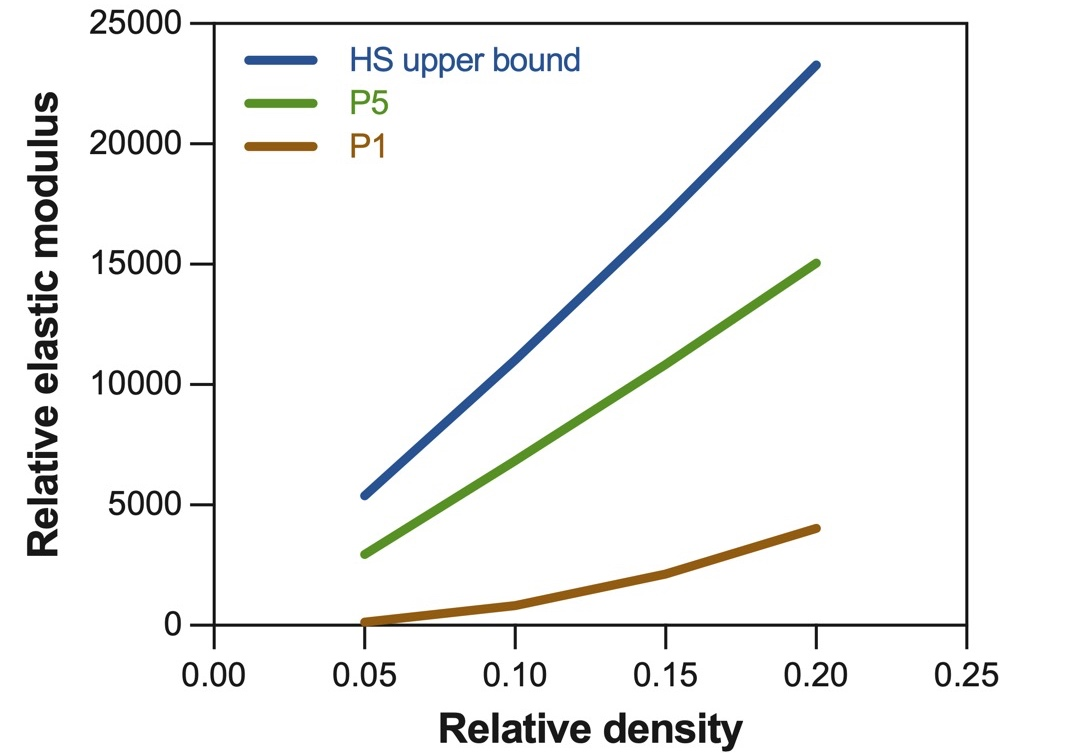 25000
20000
15000
10000
5000
0
Relative elastic modulus
HS upper bound
P5
P1
0.00 0.05 0.10 0.15 0.20 0.25
Relative density